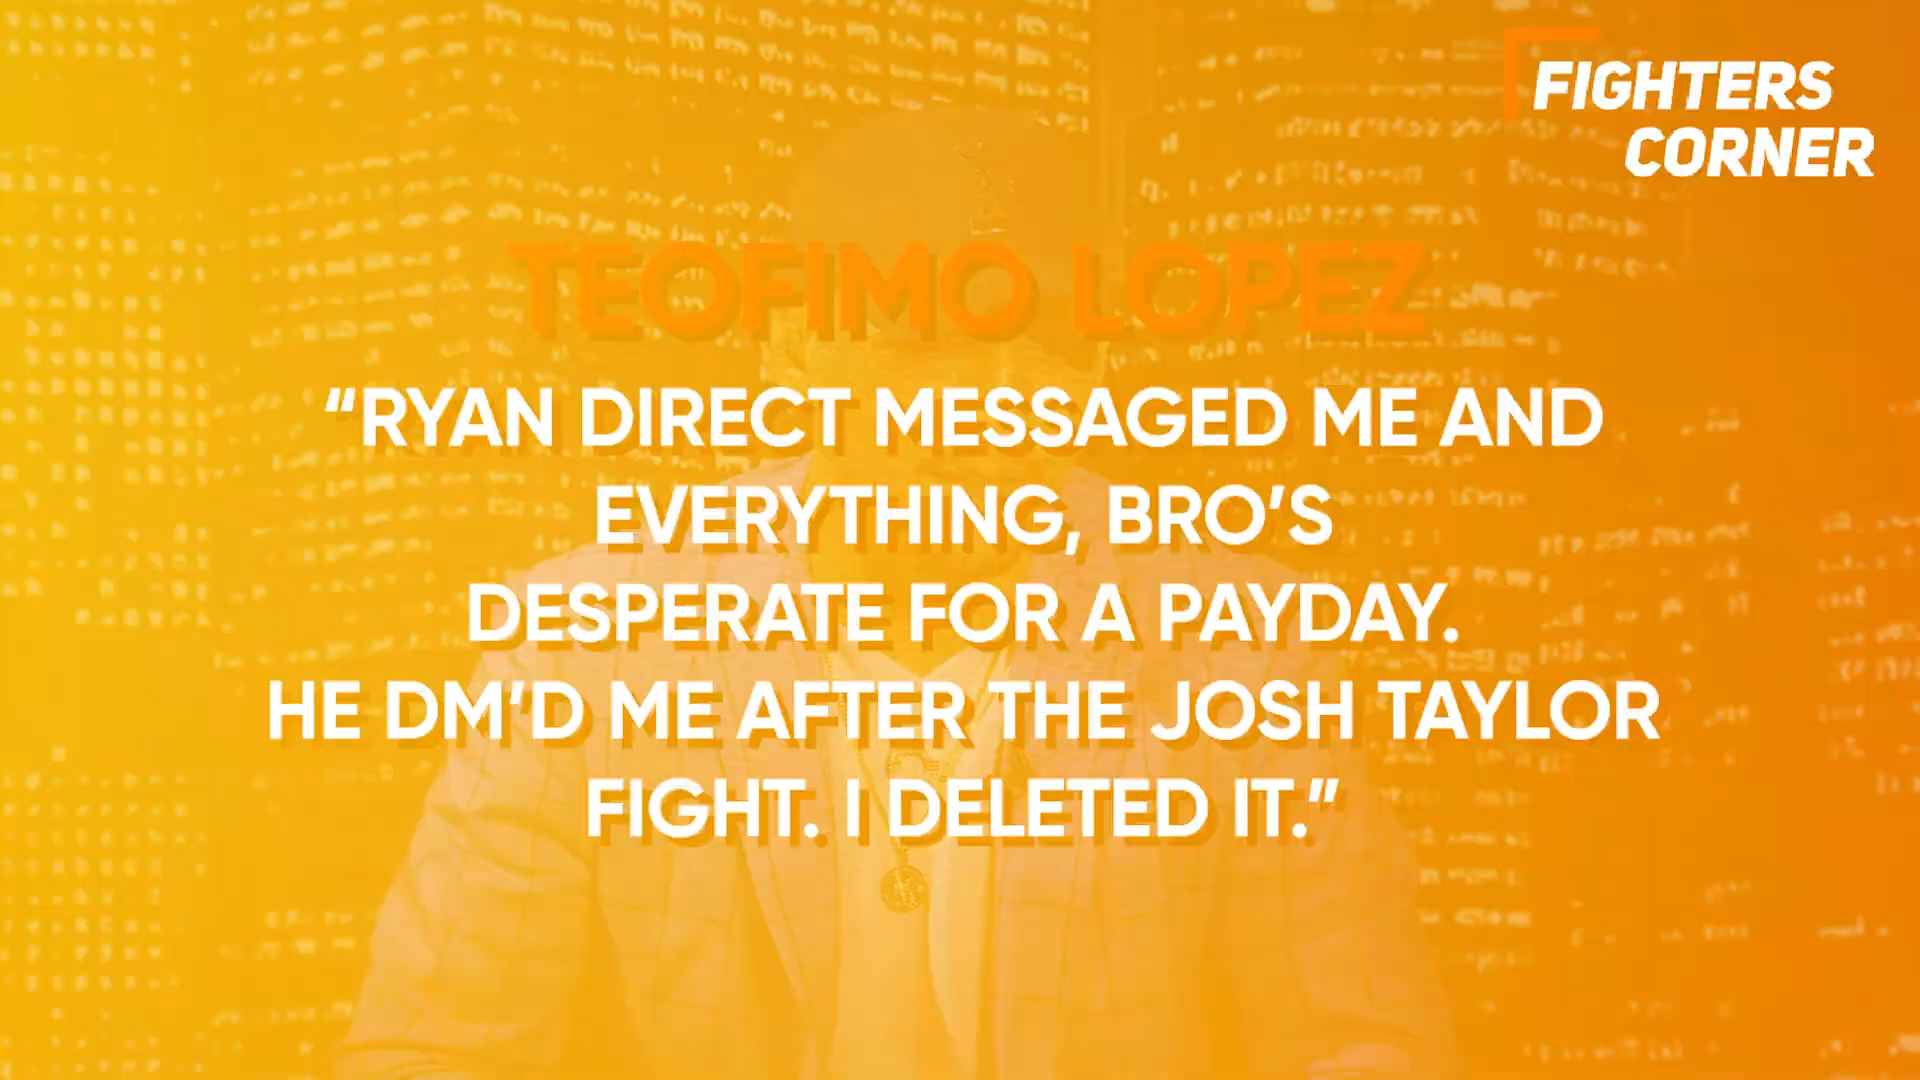 FIGHTERS
CORNER
TEOFIMO LOPEZ
“RYAN DIRECT MESSAGED ME AND
EVERYTHING, BRO’S
DESPERATE FOR A PAYDAY.
HE DM’D ME AFTER THE JOSH TAYLOR
FIGHT. I DELETED IT.”